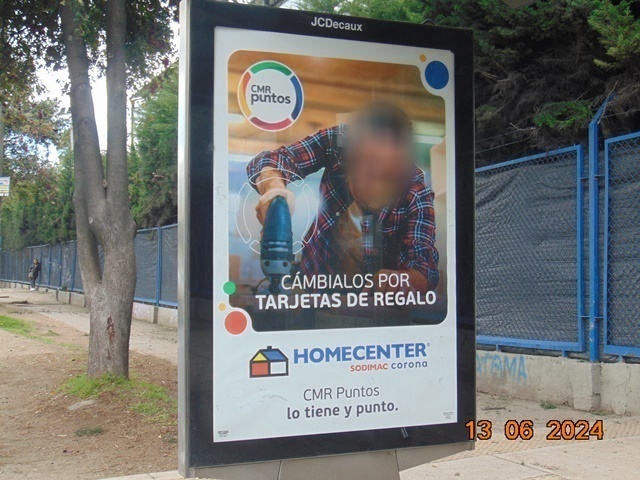 JCDecaux
CMR
puntos
CÁMBIALOS POR
TARJETAS DE REGALO
HOMECENTER
SODIMAC corona
CMR Puntos
lo tiene y punto.
13 06 2024